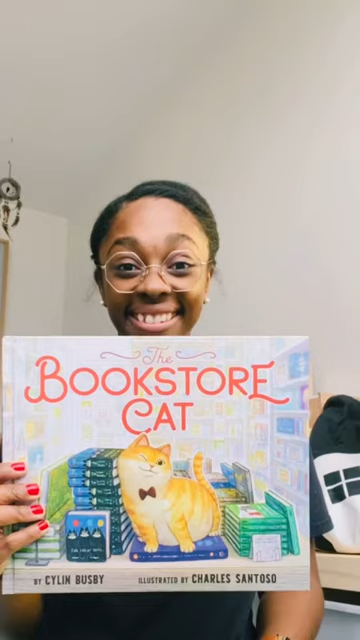 The
BOOKSTORE
CAT
BY CYLIN BUSBY
ILLUSTRATED BY CHARLES SANTOSO